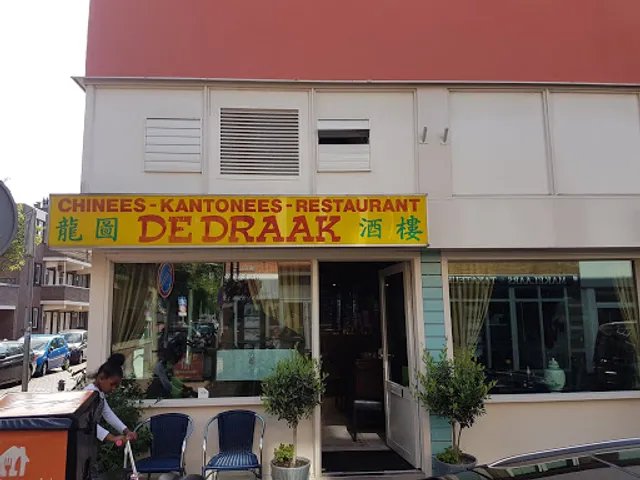 CHINEES-KANTONEES-RESTAURANT
龍圖 DE DRAAK 酒樓